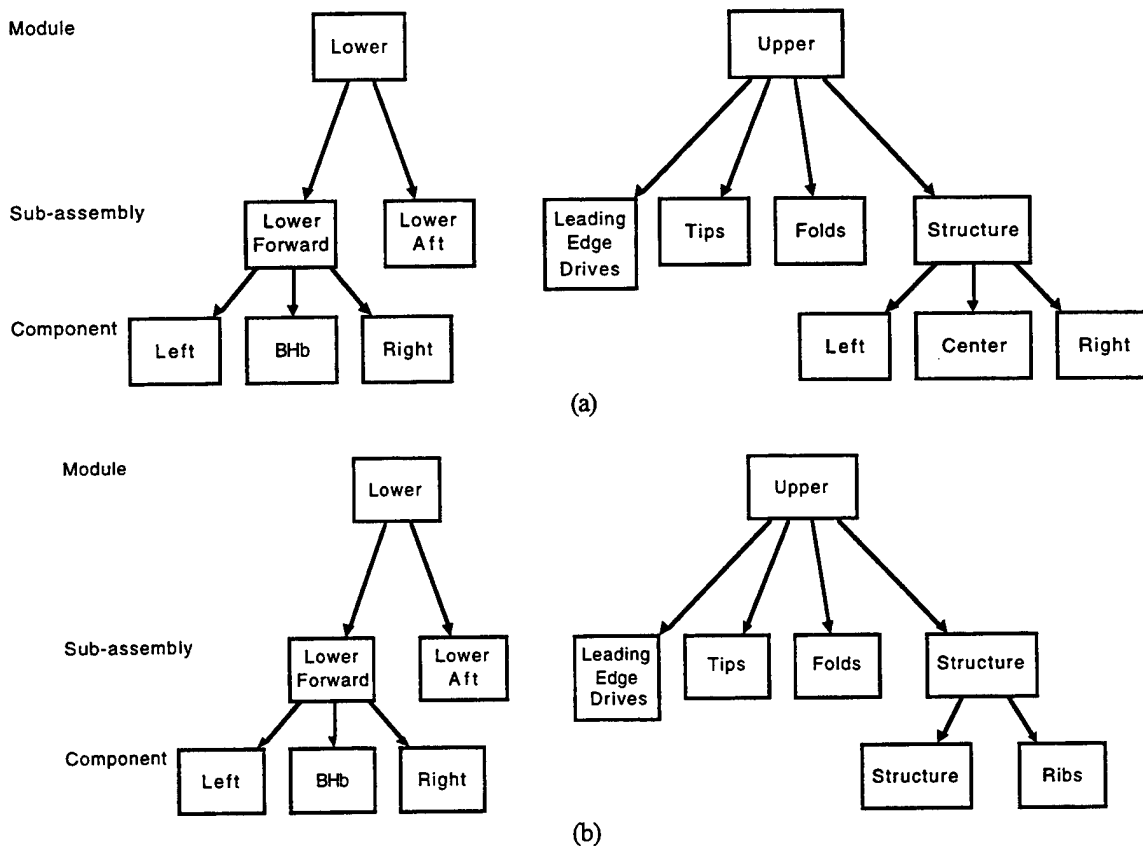 Module
Lower
Upper
Sub-assembly
Lower
Forward
Lower
Aft
Leading
Edge
Drives
Tips
Folds
Structure
Component
Left
BHb
Right
Left
Center
Right
(a)
Module
Lower
Upper
Sub-assembly
Lower
Forward
Lower
Aft
Leading
Edge
Drives
Tips
Folds
Structure
Component
Left
BHb
Right
Structure
Ribs
(b)